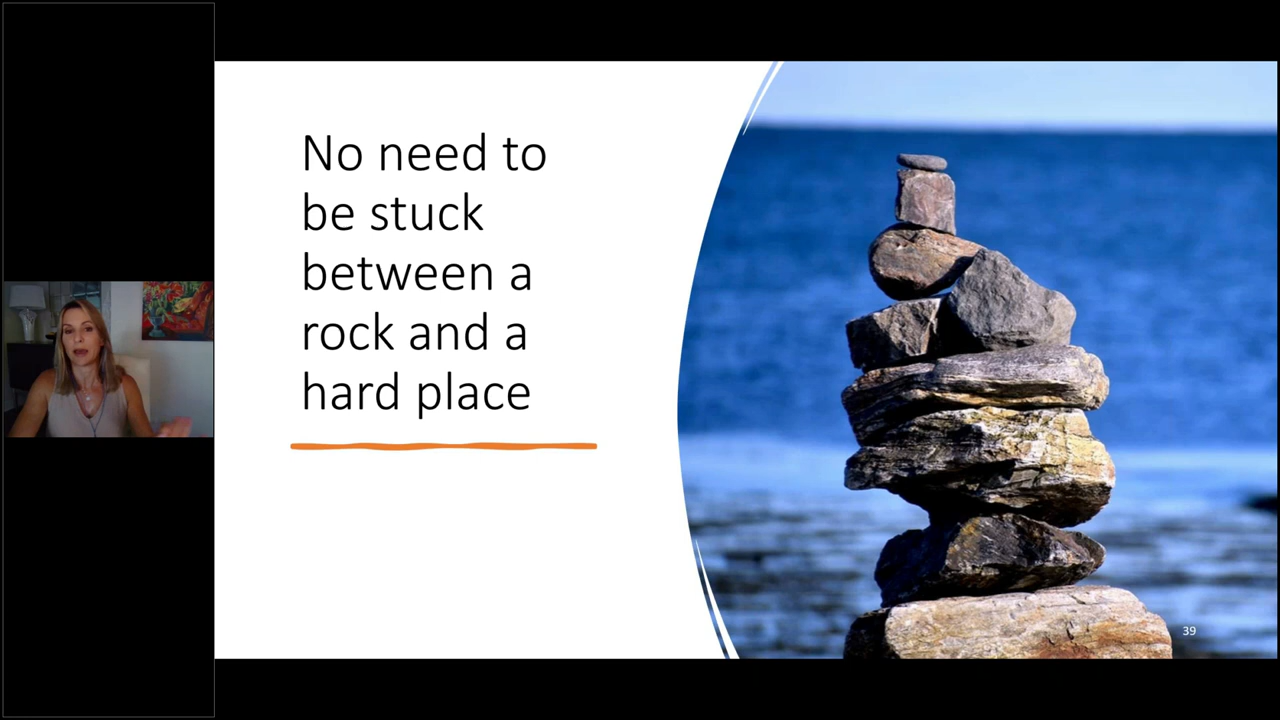 No need to
be stuck
between a
rock and a
hard place
39